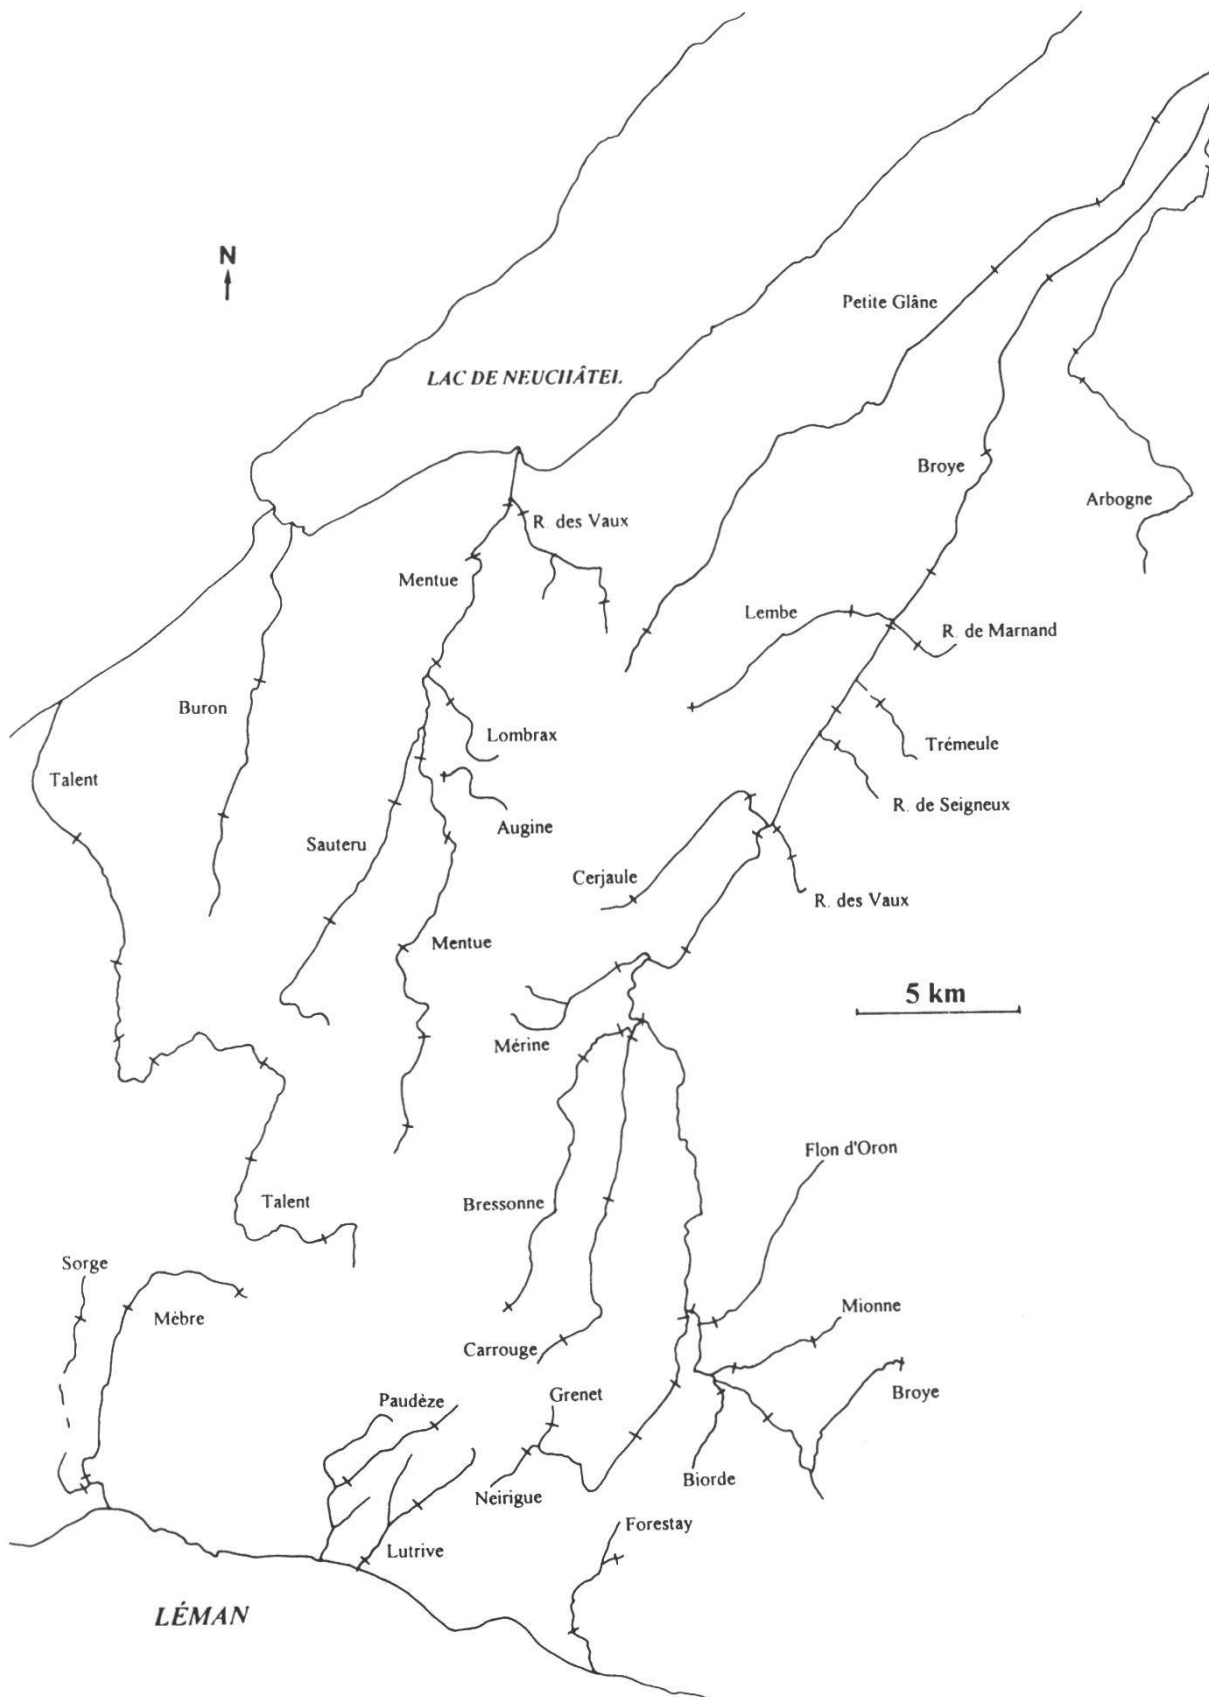 N
Petite Glâne
LAC DE NEUCHÂTEL
Broye
Arbogne
R. des Vaux
Mentue
Lembe
R. de Marnand
Buron
Lombrax
Trémeule
Talent
R. de Seigneux
Augine
Sauteru
Cerjaule
R. des Vaux
Mentue
5 km
Mérine
Flon d'Oron
Bressonne
Talent
Sorge
Mionne
Mèbre
Carrouge
Grenet
Broye
Paudèze
Biorde
Neirigue
Forestay
Lutrive
LÉMAN